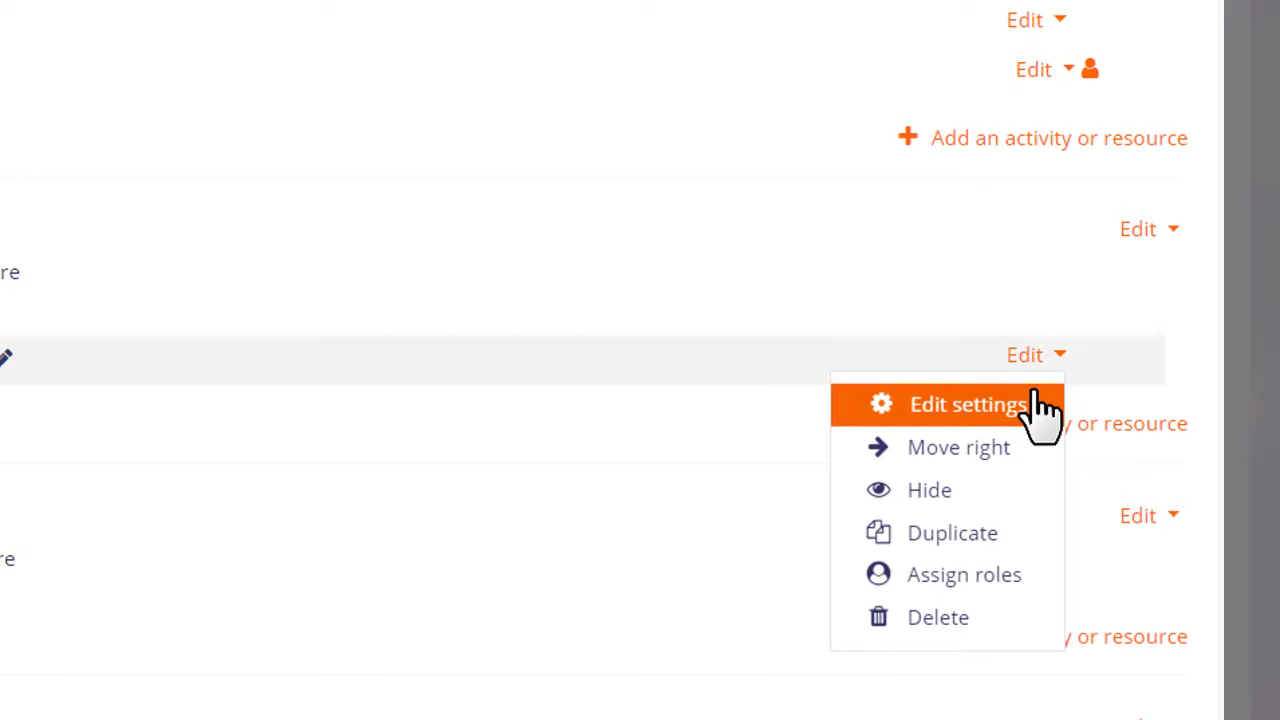 Edit
Edit
Add an activity or resource
Edit
re
Edit
Edit settings
y or resource
Move right
Hide
Edit
Duplicate
re
Assign roles
Delete
y or resource